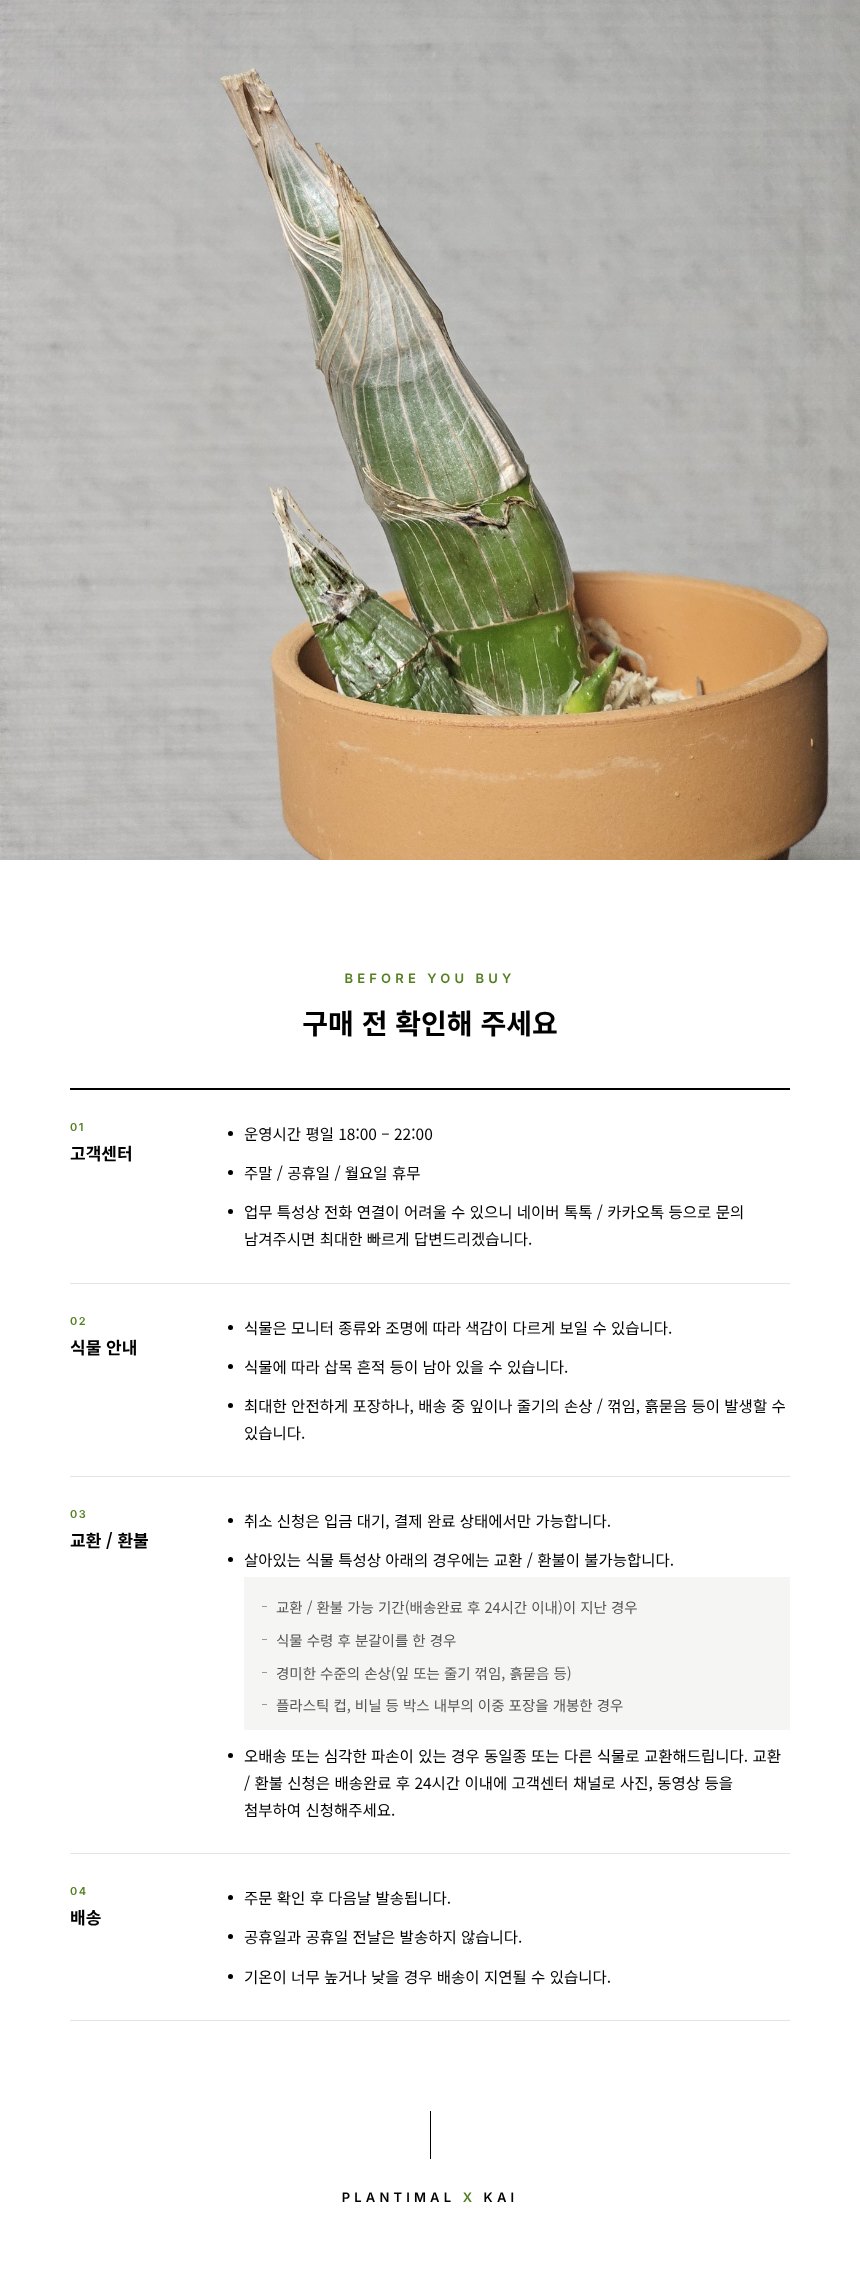 BEFORE YOU BUY
구매 전 확인해 주세요
01
고객센터
운영시간 평일 18:00 – 22:00
주말 / 공휴일 / 월요일 휴무
업무 특성상 전화 연결이 어려울 수 있으니 네이버 톡톡 / 카카오톡 등으로 문의
남겨주시면 최대한 빠르게 답변드리겠습니다.
02
식물 안내
식물은 모니터 종류와 조명에 따라 색감이 다르게 보일 수 있습니다.
식물에 따라 삽목 흔적 등이 남아 있을 수 있습니다.
최대한 안전하게 포장하나, 배송 중 잎이나 줄기의 손상 / 꺾임, 흙묻음 등이 발생할 수
있습니다.
03
교환 / 환불
취소 신청은 입금 대기, 결제 완료 상태에서만 가능합니다.
살아있는 식물 특성상 아래의 경우에는 교환 / 환불이 불가능합니다.
– 교환 / 환불 가능 기간(배송완료 후 24시간 이내)이 지난 경우
– 식물 수령 후 분갈이를 한 경우
– 경미한 수준의 손상(잎 또는 줄기 꺾임, 흙묻음 등)
– 플라스틱 컵, 비닐 등 박스 내부의 이중 포장을 개봉한 경우
오배송 또는 심각한 파손이 있는 경우 동일종 또는 다른 식물로 교환해드립니다. 교환
/ 환불 신청은 배송완료 후 24시간 이내에 고객센터 채널로 사진, 동영상 등을
첨부하여 신청해주세요.
04
배송
주문 확인 후 다음날 발송됩니다.
공휴일과 공휴일 전날은 발송하지 않습니다.
기온이 너무 높거나 낮을 경우 배송이 지연될 수 있습니다.
PLANTIMAL X KAI